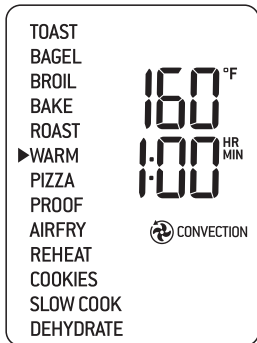 TOAST
BAGEL
BROIL
BAKE
ROAST
▶WARM
PIZZA
PROOF
AIRFRY
REHEAT
COOKIES
SLOW COOK
DEHYDRATE
160°F
1:00 HR MIN
CONVECTION